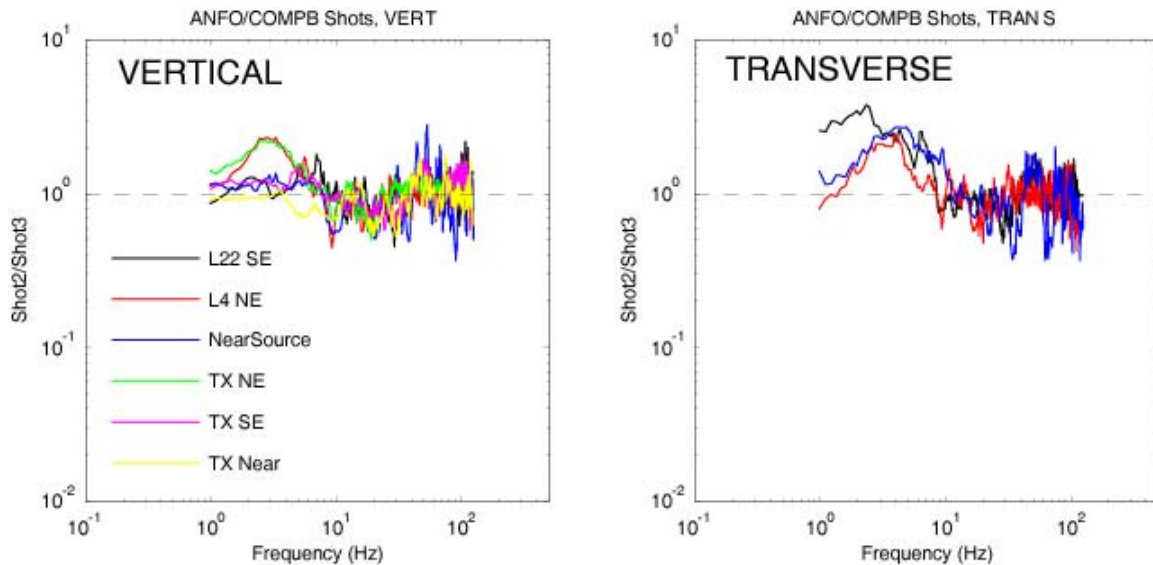 ANFO/COMPB Shots, VERT
VERTICAL
10^1
10^0
10^-1
10^-2
Shot2/Shot3
L22 SE
L4 NE
NearSource
TX NE
TX SE
TX Near
10^-1
10^0
10^1
10^2
Frequency (Hz)
ANFO/COMPB Shots, TRAN S
TRANSVERSE
10^1
10^0
10^-1
10^-2
Shot2/Shot3
10^-1
10^0
10^1
10^2
Frequency (Hz)